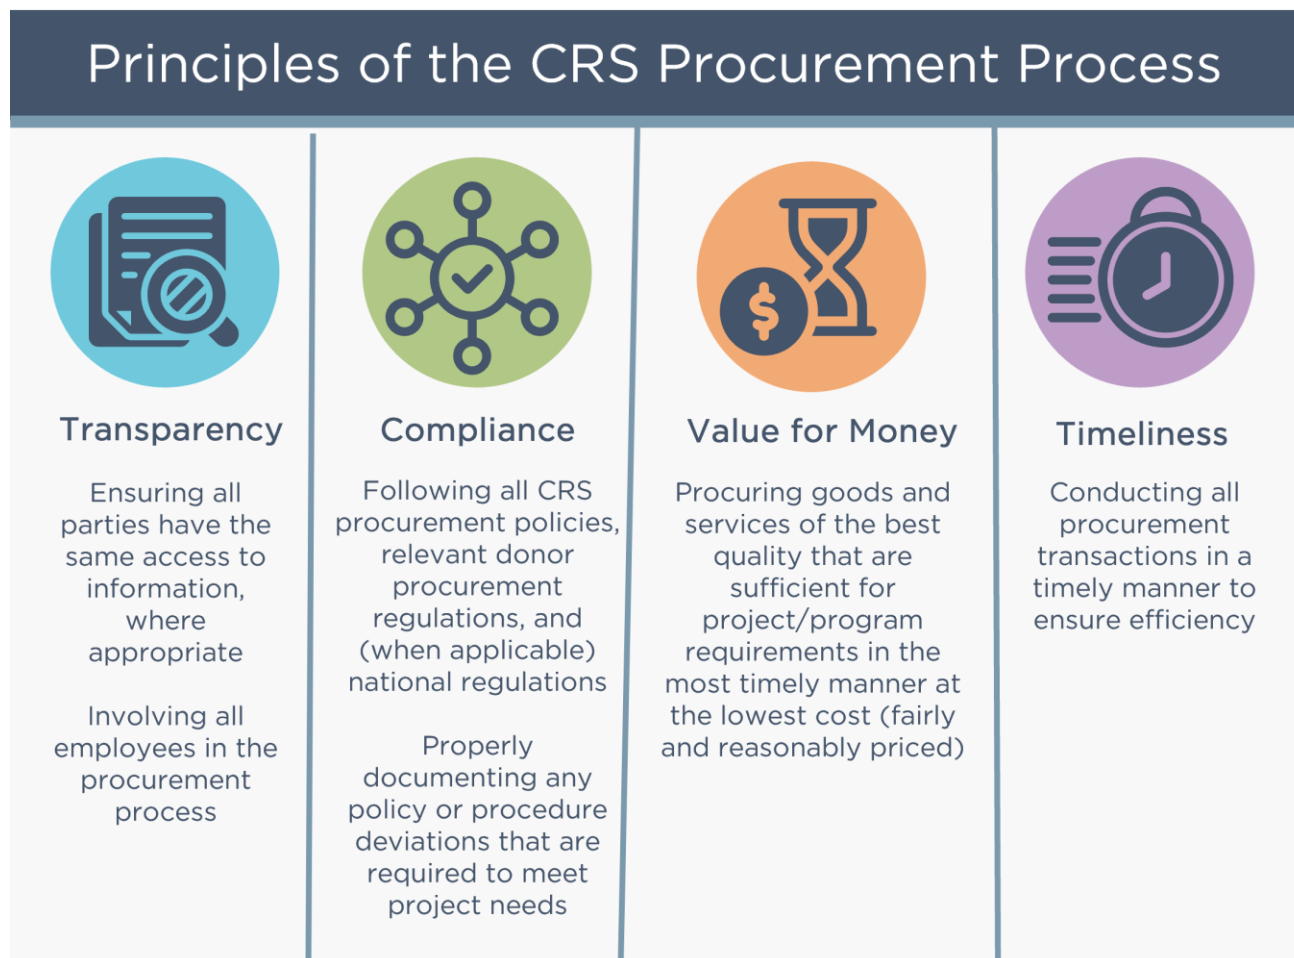 Principles of the CRS Procurement Process
Transparency
Ensuring all
parties have the
same access to
information,
where
appropriate
Involving all
employees in the
procurement
process
Compliance
Following all CRS
procurement policies,
relevant donor
procurement
regulations, and
(when applicable)
national regulations
Properly
documenting any
policy or procedure
deviations that are
required to meet
project needs
Value for Money
Procuring goods and
services of the best
quality that are
sufficient for
project/program
requirements in the
most timely manner at
the lowest cost (fairly
and reasonably priced)
Timeliness
Conducting all
procurement
transactions in a
timely manner to
ensure efficiency